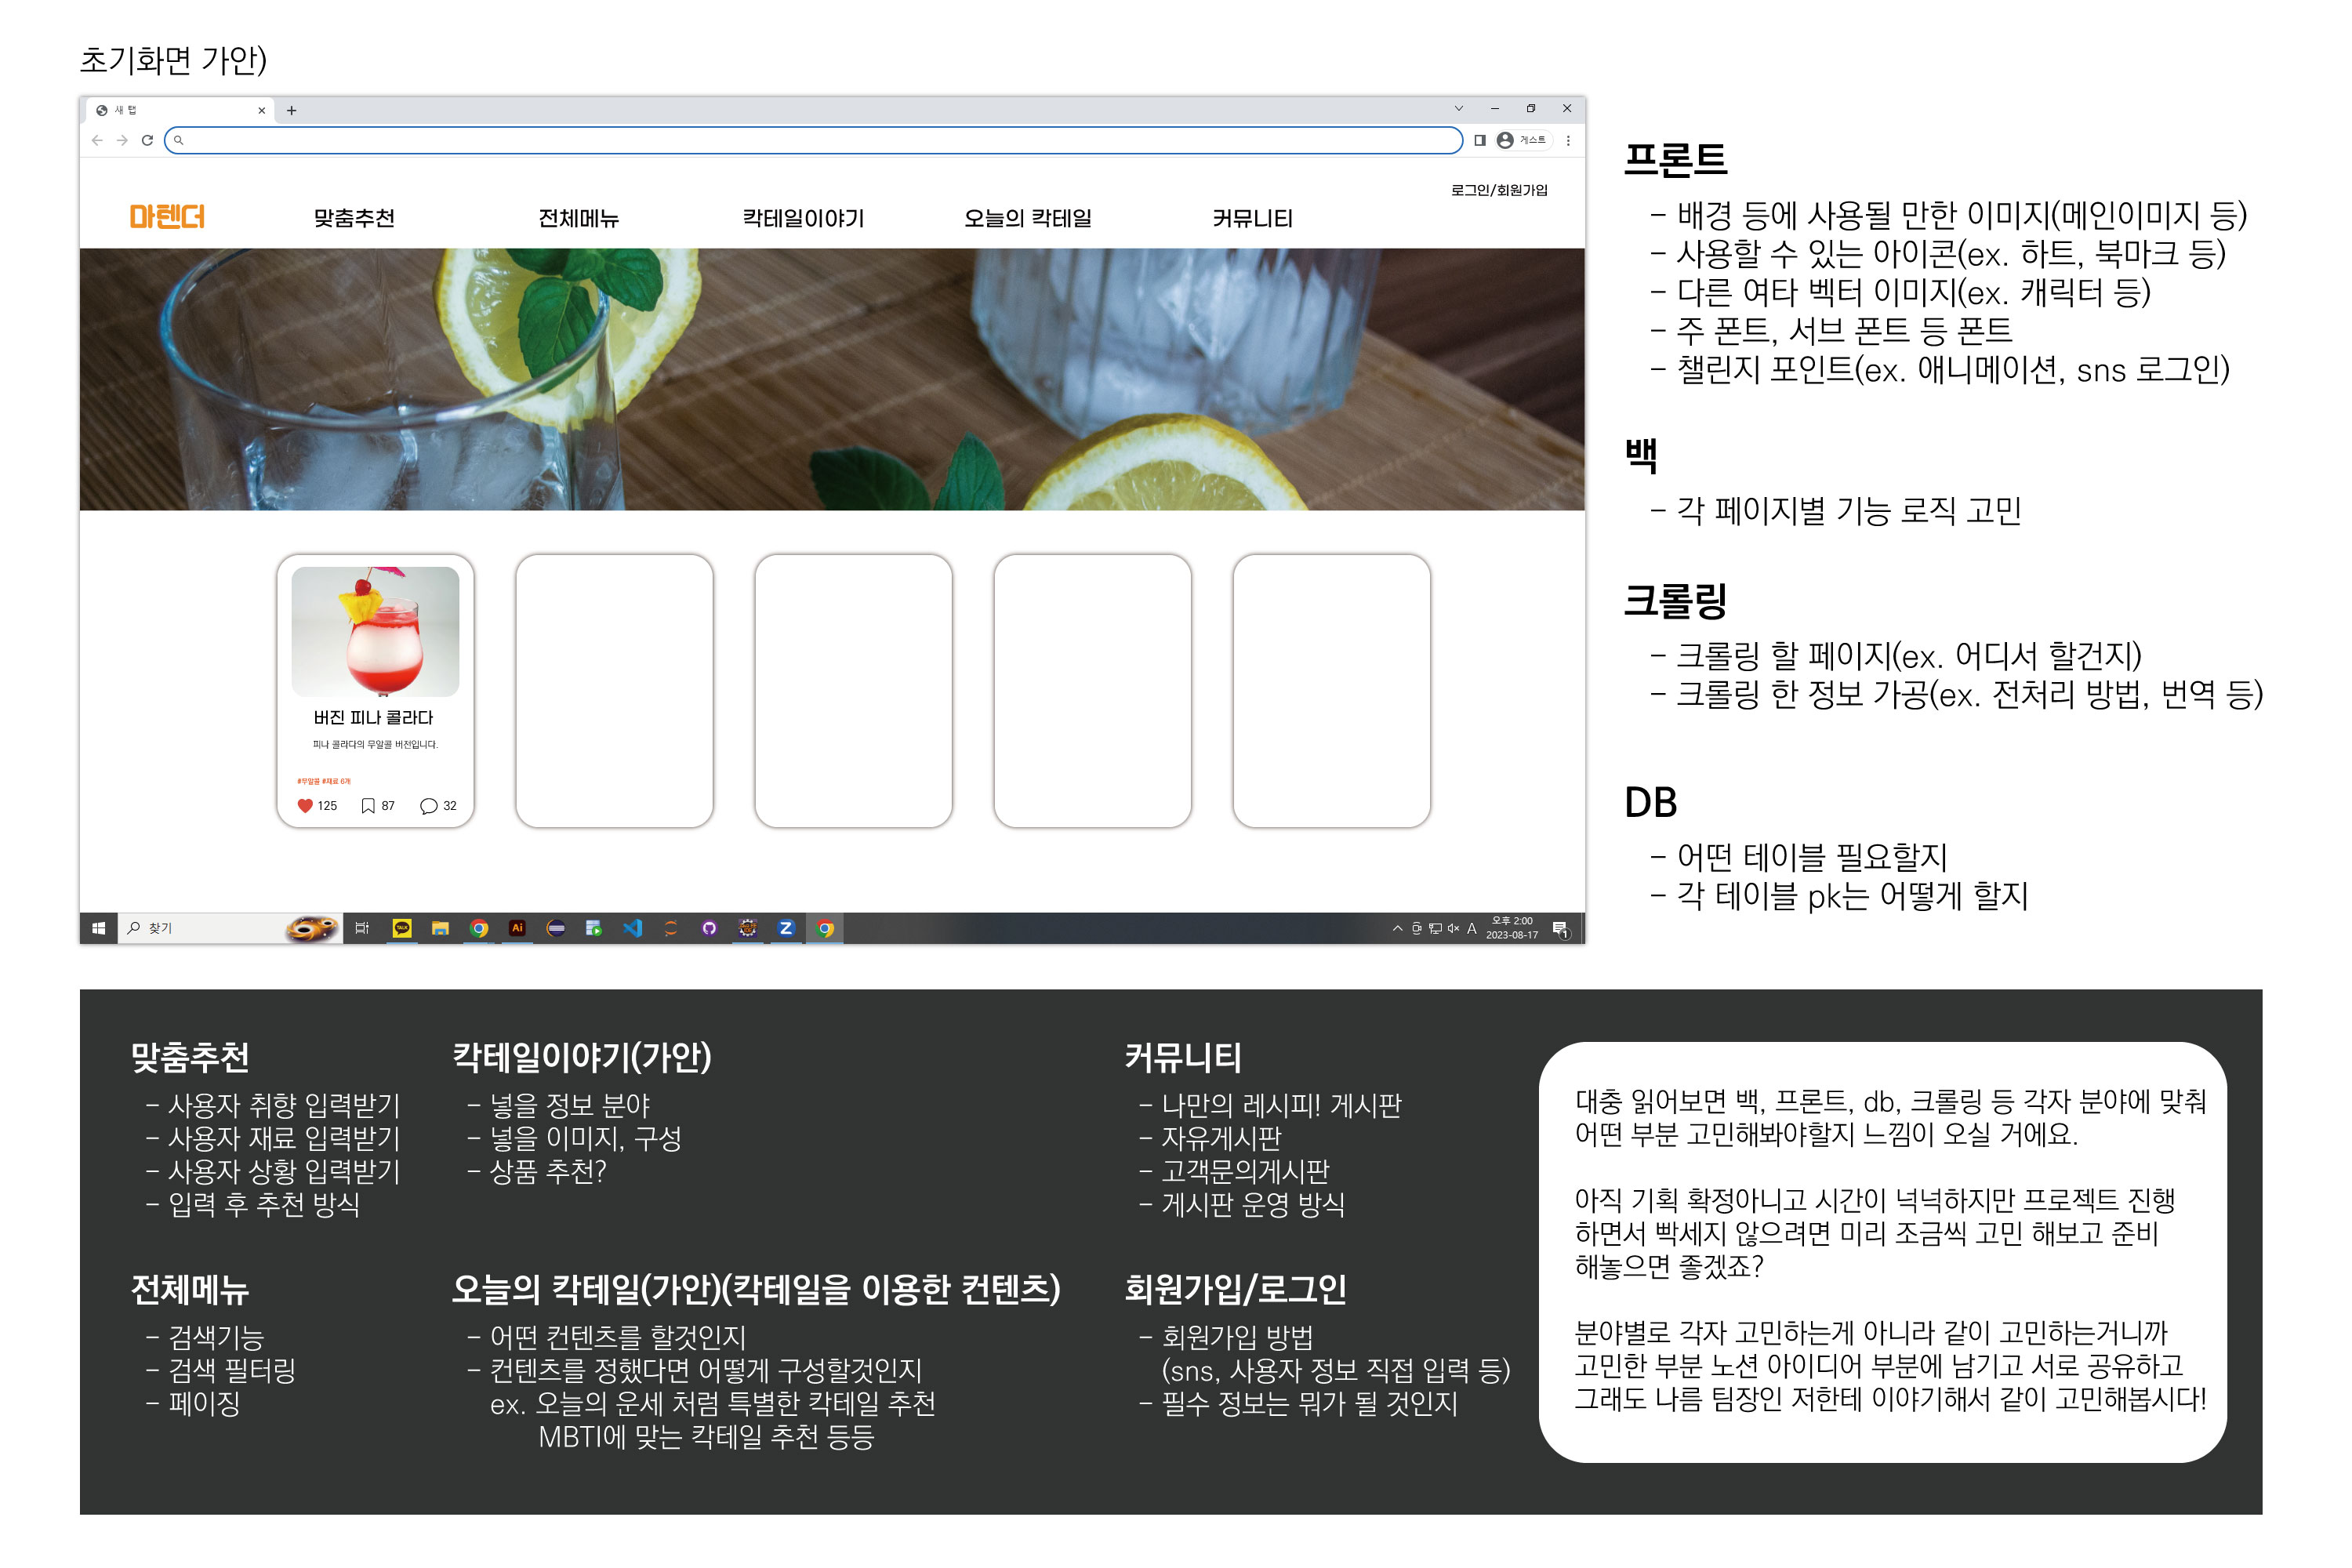 초기화면 가안)
새 탭
게스트
로그인/회원가입
마텐더
맞춤추천
전체메뉴
칵테일이야기
오늘의 칵테일
커뮤니티
버진 피나 콜라다
피나 콜라다의 무알콜 버전입니다.
#무알콜 #재료 6개
125
87
32
찾기
TALK
Ai
Z
A
오후 2:00
2023-08-17
1
프론트
- 배경 등에 사용될 만한 이미지(메인이미지 등)
- 사용할 수 있는 아이콘(ex. 하트, 북마크 등)
- 다른 여타 벡터 이미지(ex. 캐릭터 등)
- 주 폰트, 서브 폰트 등 폰트
- 챌린지 포인트(ex. 애니메이션, sns 로그인)
백
- 각 페이지별 기능 로직 고민
크롤링
- 크롤링 할 페이지(ex. 어디서 할건지)
- 크롤링 한 정보 가공(ex. 전처리 방법, 번역 등)
DB
- 어떤 테이블 필요할지
- 각 테이블 pk는 어떻게 할지
맞춤추천
- 사용자 취향 입력받기
- 사용자 재료 입력받기
- 사용자 상황 입력받기
- 입력 후 추천 방식
칵테일이야기(가안)
- 넣을 정보 분야
- 넣을 이미지, 구성
- 상품 추천?
커뮤니티
- 나만의 레시피! 게시판
- 자유게시판
- 고객문의게시판
- 게시판 운영 방식
전체메뉴
- 검색기능
- 검색 필터링
- 페이징
오늘의 칵테일(가안)(칵테일을 이용한 컨텐츠)
- 어떤 컨텐츠를 할것인지
- 컨텐츠를 정했다면 어떻게 구성할것인지
ex. 오늘의 운세 처럼 특별한 칵테일 추천
MBTI에 맞는 칵테일 추천 등등
회원가입/로그인
- 회원가입 방법
(sns, 사용자 정보 직접 입력 등)
- 필수 정보는 뭐가 될 것인지
대충 읽어보면 백, 프론트, db, 크롤링 등 각자 분야에 맞춰
어떤 부분 고민해봐야할지 느낌이 오실 거에요.
아직 기획 확정아니고 시간이 넉넉하지만 프로젝트 진행
하면서 빡세지 않으려면 미리 조금씩 고민 해보고 준비
해놓으면 좋겠죠?
분야별로 각자 고민하는게 아니라 같이 고민하는거니까
고민한 부분 노션 아이디어 부분에 남기고 서로 공유하고
그래도 나름 팀장인 저한테 이야기해서 같이 고민해봅시다!